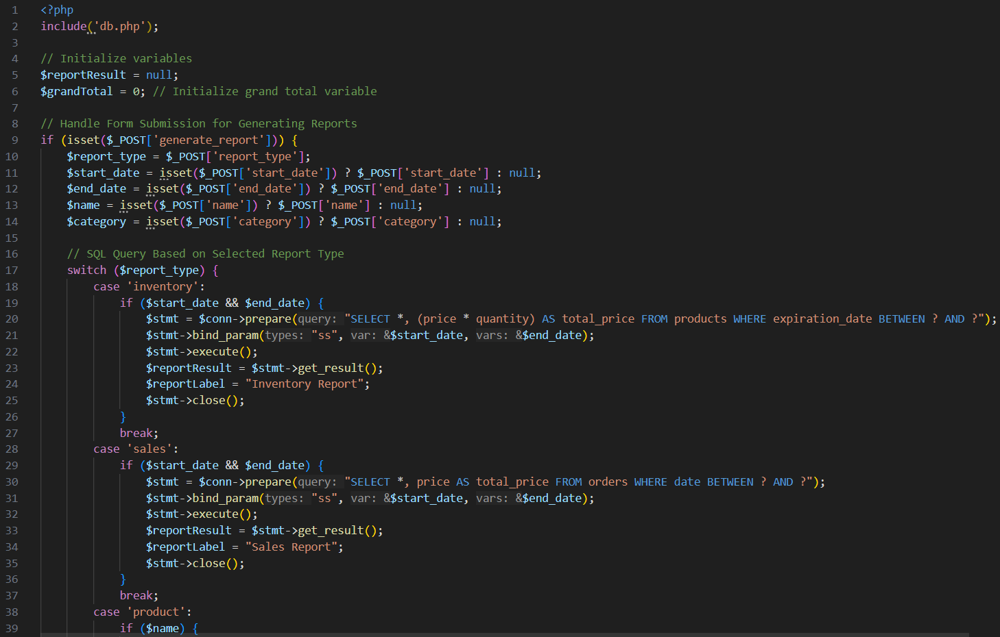 1 <?php
2 include('db.php');
3
4 // Initialize variables
5 $reportResult = null;
6 $grandTotal = 0; // Initialize grand total variable
7
8 // Handle Form Submission for Generating Reports
9 if (isset($_POST['generate_report'])) {
10 $report_type = $_POST['report_type'];
11 $start_date = isset($_POST['start_date']) ? $_POST['start_date'] : null;
12 $end_date = isset($_POST['end_date']) ? $_POST['end_date'] : null;
13 $name = isset($_POST['name']) ? $_POST['name'] : null;
14 $category = isset($_POST['category']) ? $_POST['category'] : null;
15
16 // SQL Query Based on Selected Report Type
17 switch ($report_type) {
18 case 'inventory':
19 if ($start_date && $end_date) {
20 $stmt = $conn->prepare(query: "SELECT *, (price * quantity) AS total_price FROM products WHERE expiration_date BETWEEN ? AND ?");
21 $stmt->bind_param(types: "ss", var: &$start_date, vars: &$end_date);
22 $stmt->execute();
23 $reportResult = $stmt->get_result();
24 $reportLabel = "Inventory Report";
25 $stmt->close();
26 }
27 break;
28 case 'sales':
29 if ($start_date && $end_date) {
30 $stmt = $conn->prepare(query: "SELECT *, price AS total_price FROM orders WHERE date BETWEEN ? AND ?");
31 $stmt->bind_param(types: "ss", var: &$start_date, vars: &$end_date);
32 $stmt->execute();
33 $reportResult = $stmt->get_result();
34 $reportLabel = "Sales Report";
35 $stmt->close();
36 }
37 break;
38 case 'product':
39 if ($name) {